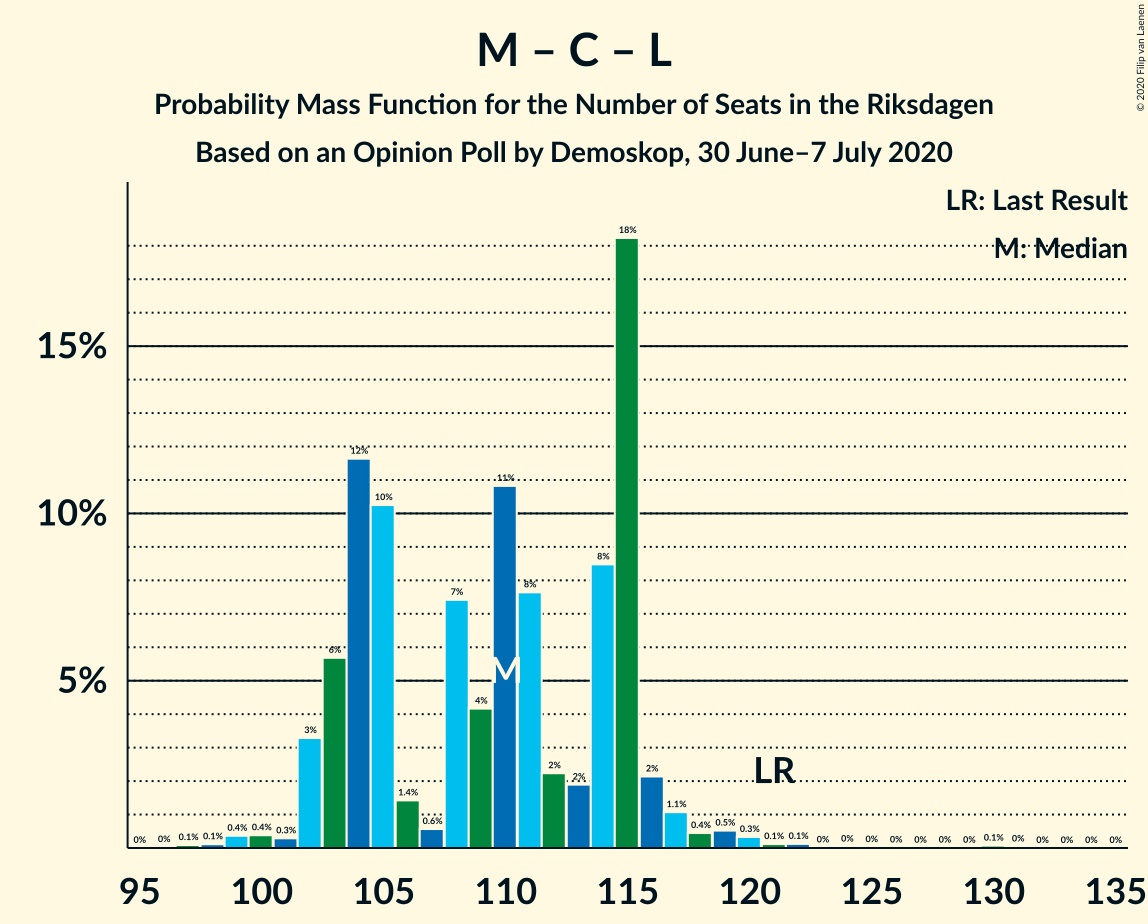 M – C – L
Probability Mass Function for the Number of Seats in the Riksdagen
Based on an Opinion Poll by Demoskop, 30 June–7 July 2020
© 2020 Filip van Laenen
LR: Last Result
M: Median
15%
10%
5%
0% 0% 0.1% 0.1% 0.4% 0.4% 0.3% 3% 6% 12% 10% 1.4% 0.6% 7% 4% 11% 8% 2% 2% 8% 18% 2% 1.1% 0.4% 0.5% 0.3% 0.1% 0.1% 0% 0% 0% 0% 0% 0% 0% 0.1% 0% 0% 0% 0% 0%
M
LR
95 100 105 110 115 120 125 130 135